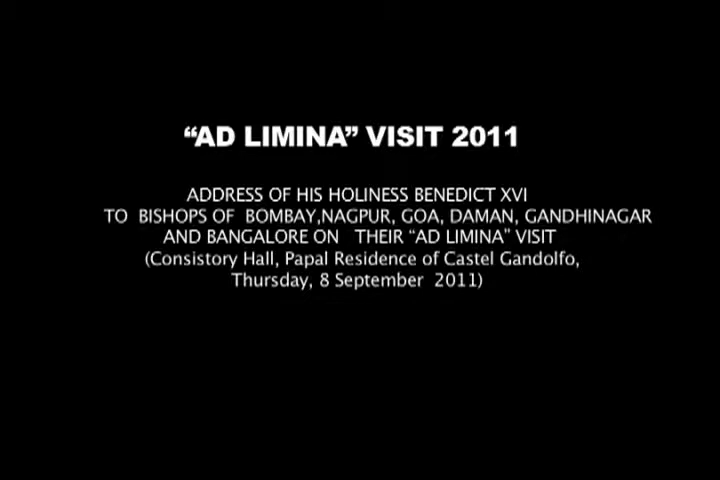 “AD LIMINA” VISIT 2011
ADDRESS OF HIS HOLINESS BENEDICT XVI
TO BISHOPS OF BOMBAY,NAGPUR, GOA, DAMAN, GANDHINAGAR
AND BANGALORE ON THEIR “AD LIMINA” VISIT
(Consistory Hall, Papal Residence of Castel Gandolfo,
Thursday, 8 September 2011)